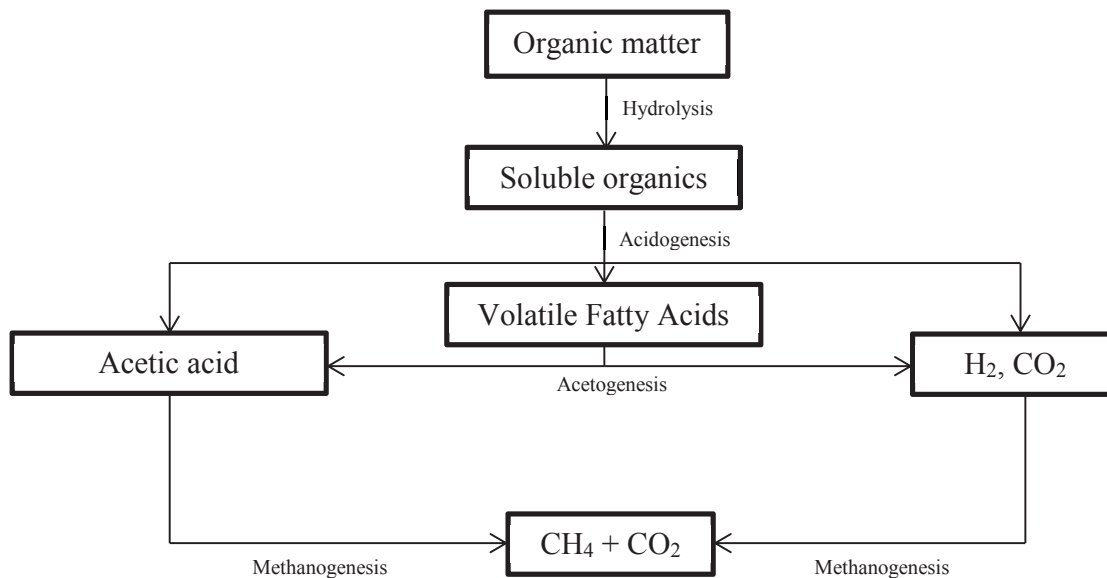 Organic matter
Hydrolysis
Soluble organics
Acidogenesis
Volatile Fatty Acids
Acetic acid
H₂, CO₂
Acetogenesis
CH₄ + CO₂
Methanogenesis
Methanogenesis